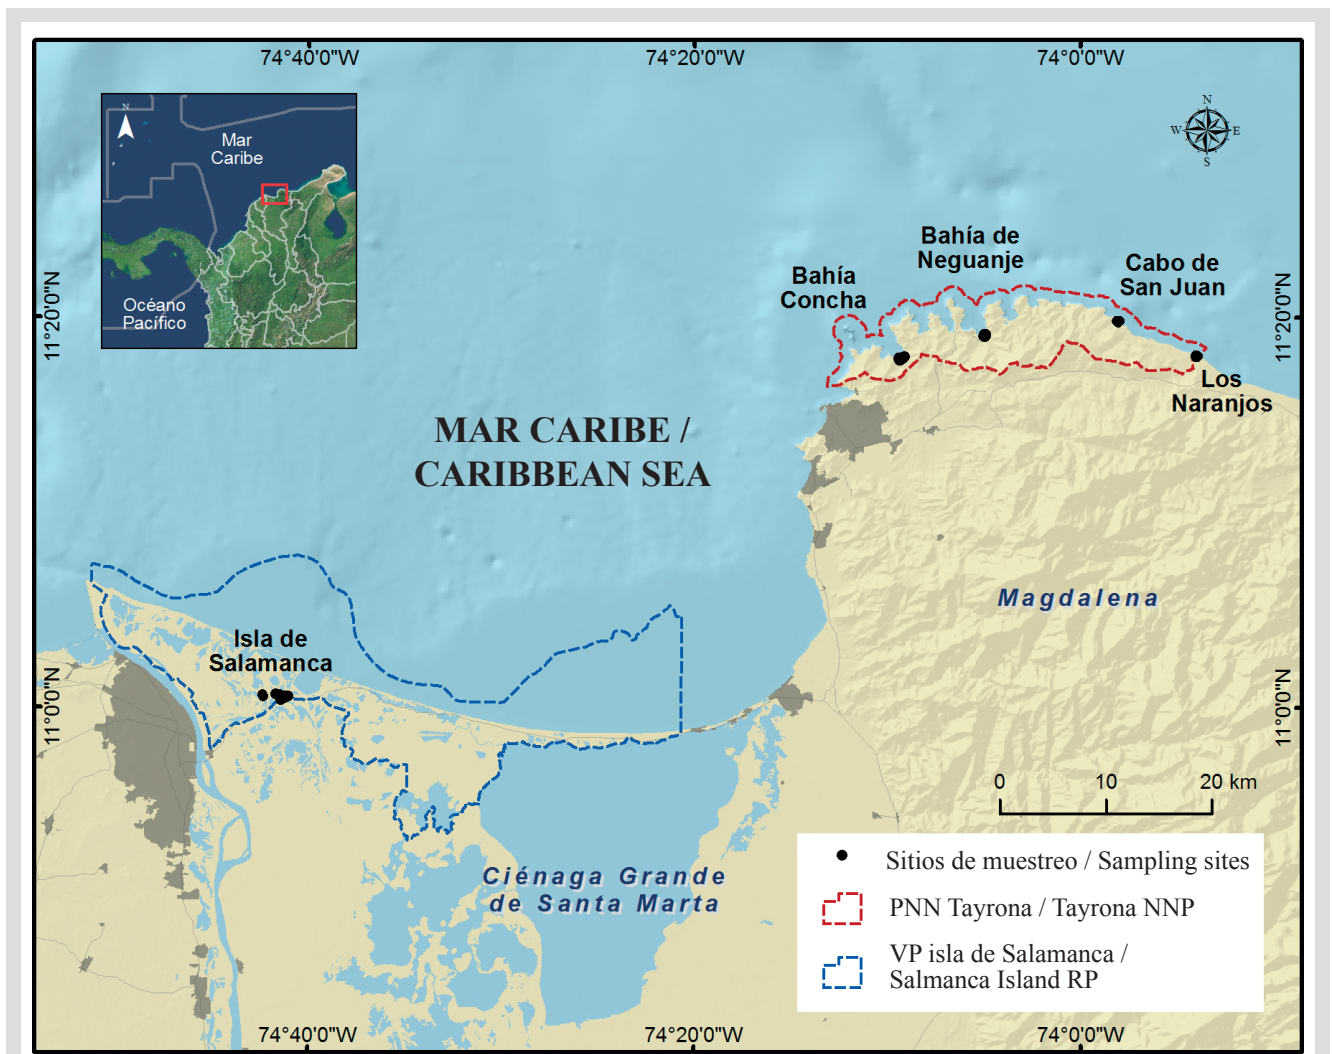 74°40'0"W
74°20'0"W
74°0'0"W
N
Mar
Caribe
Océano
Pacífico
N
W
E
S
11°20'0"N
11°20'0"N
Bahía de
Neguanje
Bahía
Concha
Cabo de
San Juan
Los
Naranjos
MAR CARIBE /
CARIBBEAN SEA
Magdalena
Isla de
Salamanca
11°0'0"N
11°0'0"N
0 10 20 km
Ciénaga Grande
de Santa Marta
Sitios de muestreo / Sampling sites
PNN Tayrona / Tayrona NNP
VP isla de Salamanca /
Salmanca Island RP
74°40'0"W
74°20'0"W
74°0'0"W